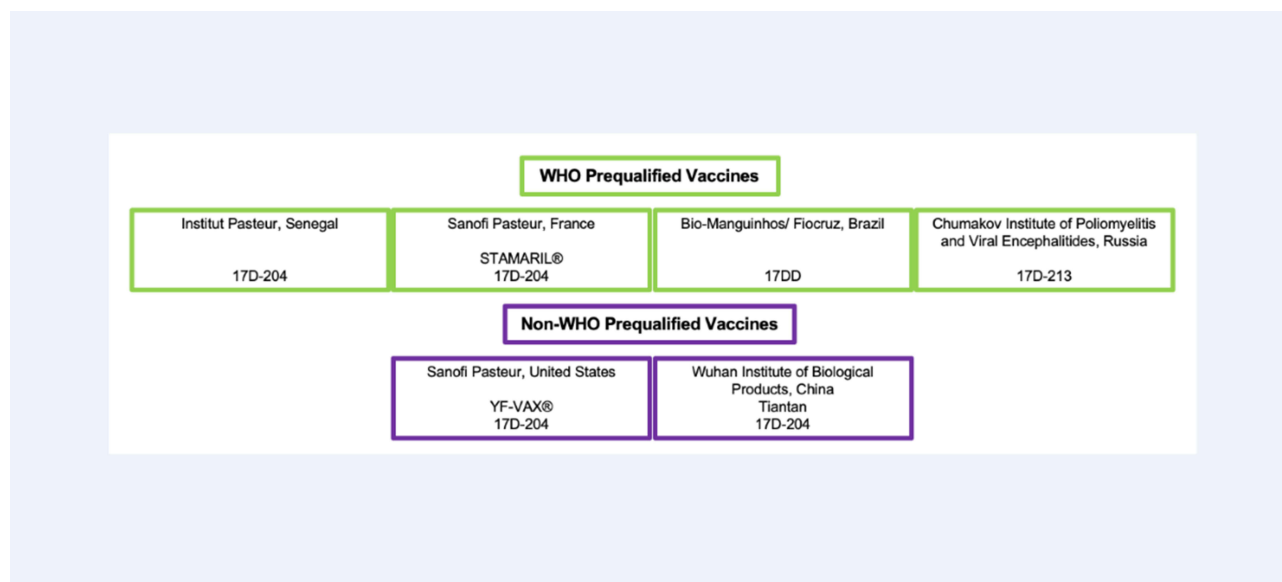 WHO Prequalified Vaccines
Institut Pasteur, Senegal
17D-204
Sanofi Pasteur, France
STAMARIL®
17D-204
Bio-Manguinhos/ Fiocruz, Brazil
17DD
Chumakov Institute of Poliomyelitis
and Viral Encephalitides, Russia
17D-213
Non-WHO Prequalified Vaccines
Sanofi Pasteur, United States
YF-VAX®
17D-204
Wuhan Institute of Biological
Products, China
Tiantan
17D-204